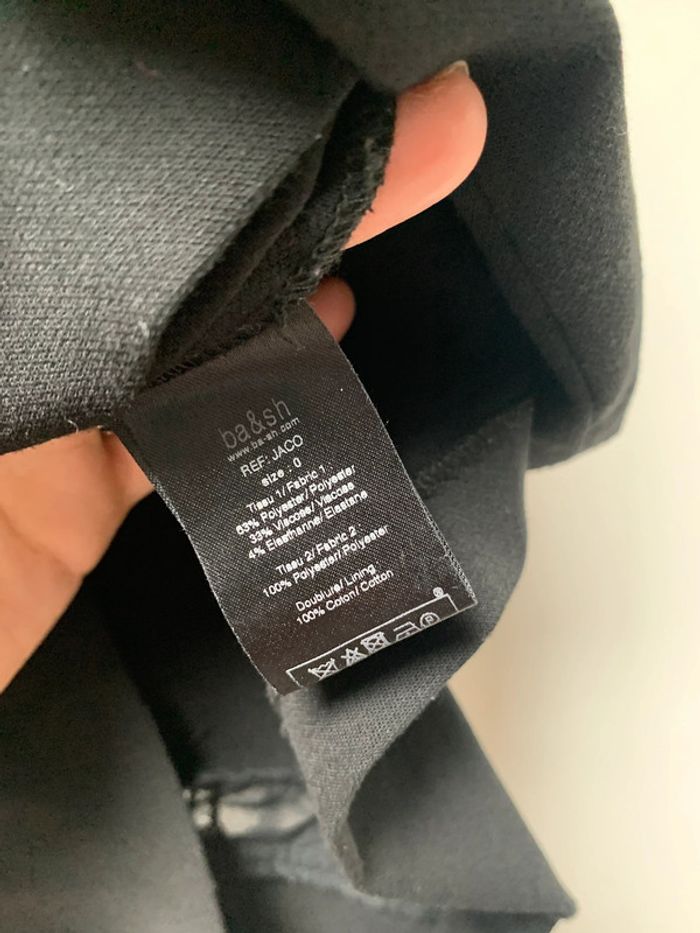 ba&sh
www.ba-sh.com
REF: JACO
size : 0
Tissu 1/ Fabric 1
63% Polyester/ Polyester
33% Viscose/ Viscose
4% Elasthanne/ Elastane
Tissu 2/ Fabric 2 :
100% Polyester/ Polyester
Doublure/ Lining
100% Coton/ Cotton
®
P